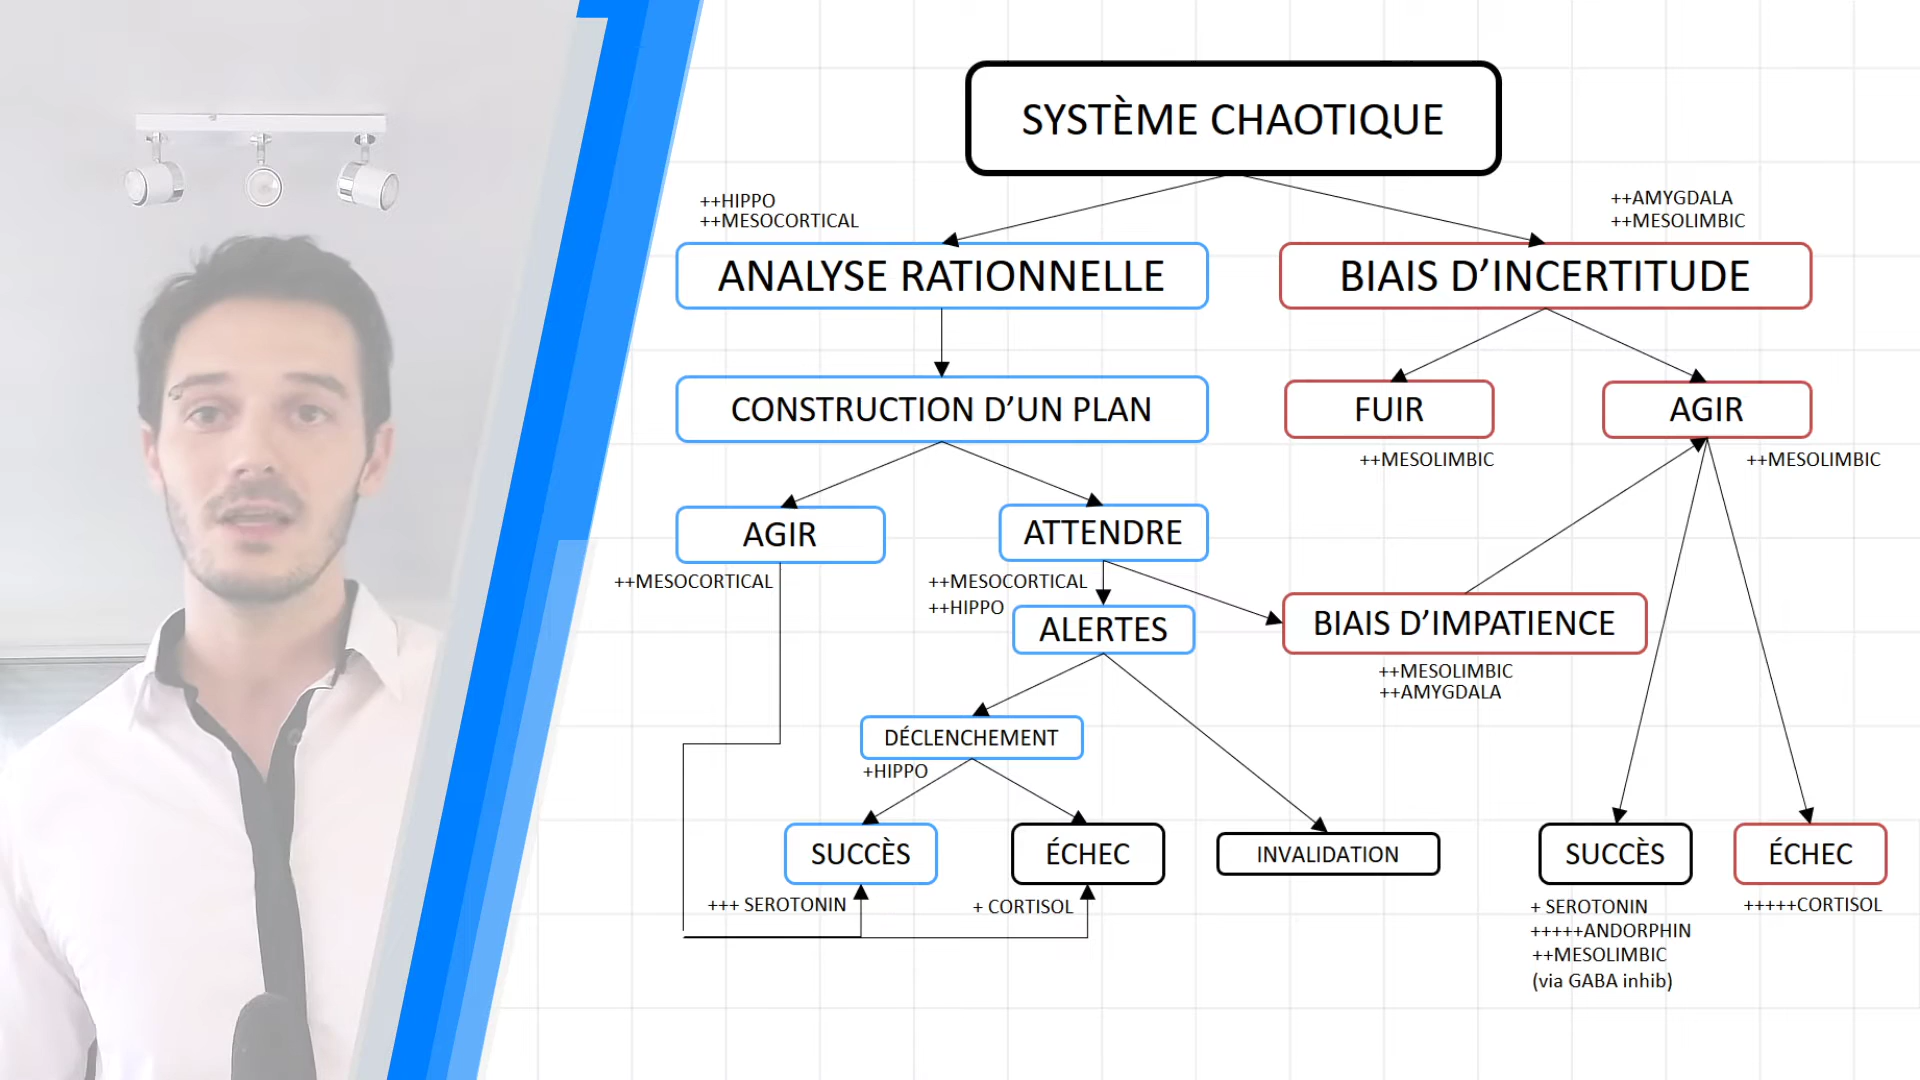 SYSTÈME CHAOTIQUE
++HIPPO
++MESOCORTICAL
++AMYGDALA
++MESOLIMBIC
ANALYSE RATIONNELLE
BIAIS D’INCERTITUDE
CONSTRUCTION D’UN PLAN
FUIR
AGIR
++MESOLIMBIC
++MESOLIMBIC
AGIR
ATTENDRE
++MESOCORTICAL
++MESOCORTICAL
++HIPPO
ALERTES
BIAIS D’IMPATIENCE
++MESOLIMBIC
++AMYGDALA
DÉCLENCHEMENT
+HIPPO
SUCCÈS
ÉCHEC
INVALIDATION
SUCCÈS
ÉCHEC
+++ SEROTONIN
+ CORTISOL
+ SEROTONIN
+++++ANDORPHIN
++MESOLIMBIC
(via GABA inhib)
+++++CORTISOL